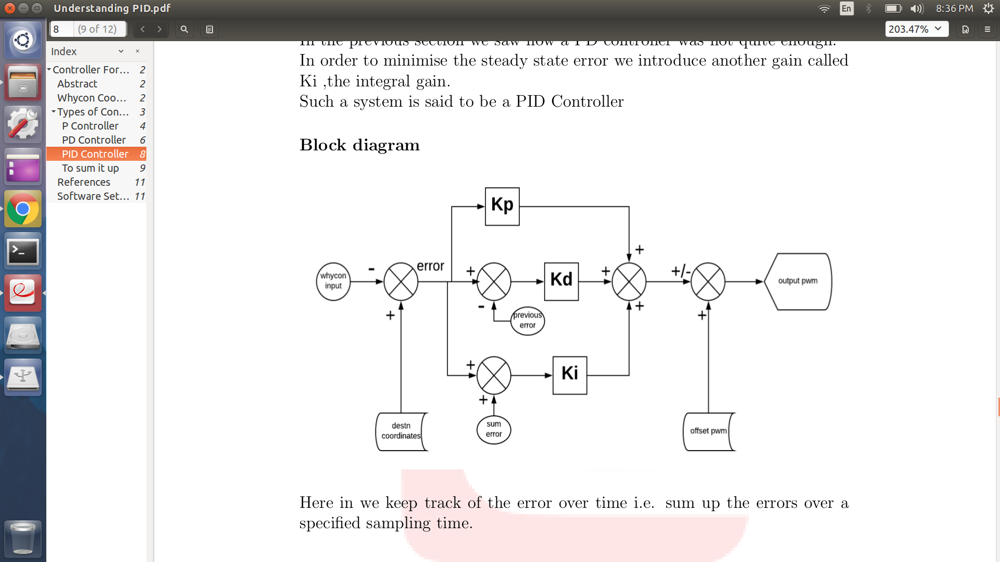 Understanding PID.pdf
En
8:36 PM
8 (9 of 12)
203.47%
Index
Controller For... 2
Abstract 2
Whycon Coo... 2
Types of Con... 3
P Controller 4
PD Controller 6
PID Controller 8
To sum it up 9
References 11
Software Set... 11
In the previous section we saw how a PD controller was not quite enough.
In order to minimise the steady state error we introduce another gain called
Ki ,the integral gain.
Such a system is said to be a PID Controller
Block diagram
Kp
+
whycon
input
-
error
+
Kd
+
+/-
output pwm
+
-
previous
error
+
+
+
Ki
+
destn
coordinates
sum
error
offset pwm
Here in we keep track of the error over time i.e. sum up the errors over a
specified sampling time.